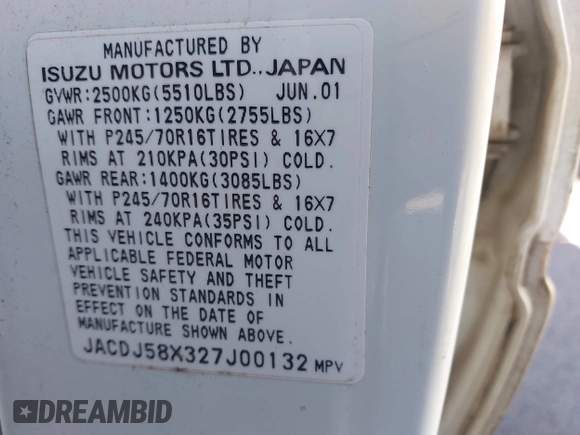 MANUFACTURED BY
ISUZU MOTORS LTD., JAPAN
GVWR:2500KG(5510LBS) JUN.01
GAWR FRONT:1250KG(2755LBS)
WITH P245/70R16TIRES & 16X7
RIMS AT 210KPA(30PSI) COLD.
GAWR REAR:1400KG(3085LBS)
WITH P245/70R16TIRES & 16X7
RIMS AT 240KPA(35PSI) COLD.
THIS VEHICLE CONFORMS TO ALL
APPLICABLE FEDERAL MOTOR
VEHICLE SAFETY AND THEFT
PREVENTION STANDARDS IN
EFFECT ON THE DATE OF
MANUFACTURE SHOWN ABOVE.
JACDJ58X327J00132 MPV
DREAMBID